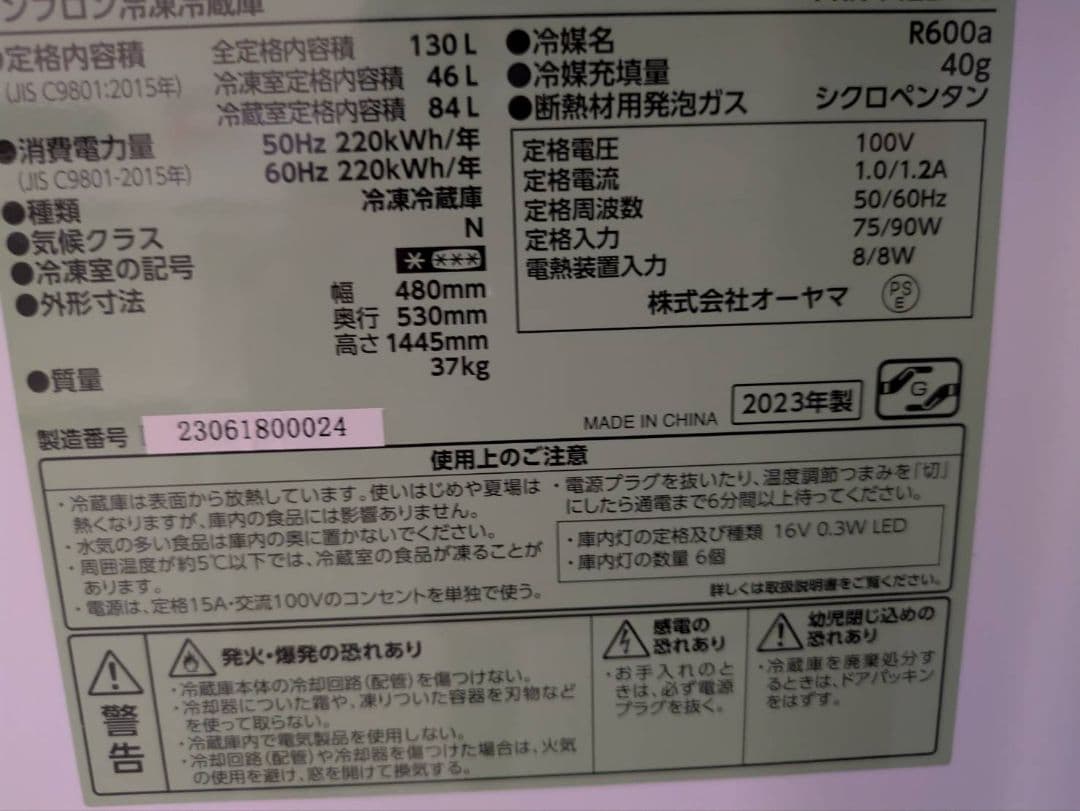 ンフロン冷凍冷蔵庫
●定格内容積 全定格内容積 130L
(JIS C9801:2015年) 冷凍室定格内容積 46L
冷蔵室定格内容積 84L
●消費電力量 50Hz 220kWh/年
(JIS C9801-2015年) 60Hz 220kWh/年
●種類 冷凍冷蔵庫
●気候クラス N
●冷凍室の記号
●外形寸法 幅 480mm
奥行 530mm
高さ 1445mm
●質量 37kg
●冷媒名 R600a
●冷媒充填量 40g
●断熱材用発泡ガス シクロペンタン
定格電圧 100V
定格電流 1.0/1.2A
定格周波数 50/60Hz
定格入力 75/90W
電熱装置入力 8/8W
株式会社オーヤマ PSE
製造番号 23061800024
MADE IN CHINA 2023年製 G
使用上のご注意
・冷蔵庫は表面から放熱しています。使いはじめや夏場は
熱くなりますが、庫内の食品には影響ありません。
・水気の多い食品は庫内の奥に置かないでください。
・周囲温度が約5℃以下では、冷蔵室の食品が凍ることが
あります。
・電源は、定格15A・交流100Vのコンセントを単独で使う。
・電源プラグを抜いたり、温度調節つまみを「切」
にしたら通電まで6分間以上待ってください。
・庫内灯の定格及び種類 16V 0.3W LED
・庫内灯の数量 6個
詳しくは取扱説明書をご覧ください。
警告
発火・爆発の恐れあり
・冷蔵庫本体の冷却回路(配管)を傷つけない。
・冷却器についた霜や、凍りついた容器を刃物など
を使って取らない。
・冷蔵庫内で電気製品を使用しない。
・冷却回路(配管)や冷却器を傷つけた場合は、火気
の使用を避け、窓を開けて換気する。
感電の
恐れあり
・お手入れのと
きは、必ず電源
プラグを抜く。
幼児閉じ込めの
恐れあり
・冷蔵庫を廃棄処分す
るときは、ドアパッキン
をはずす。